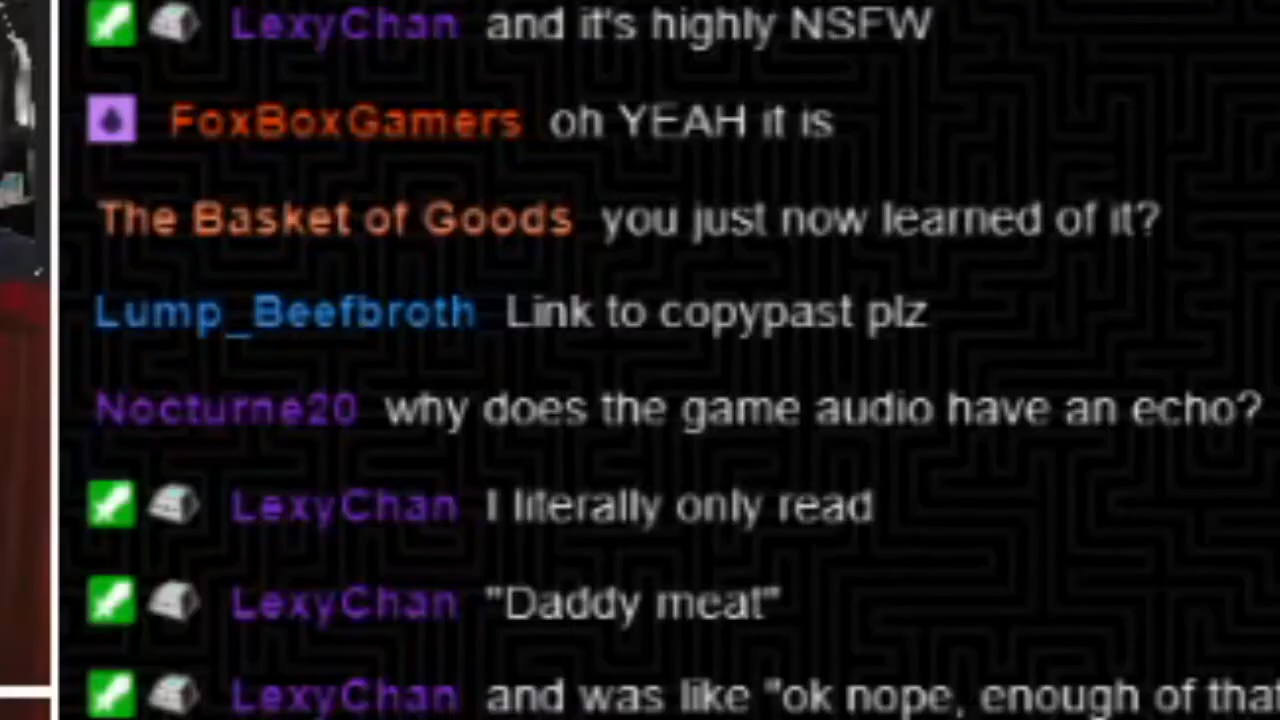 LexyChan and it's highly NSFW
FoxBoxGamers oh YEAH it is
The Basket of Goods you just now learned of it?
Lump_Beefbroth Link to copypast plz
Nocturne20 why does the game audio have an echo?
LexyChan I literally only read
LexyChan "Daddy meat"
LexyChan and was like "ok nope, enough of that